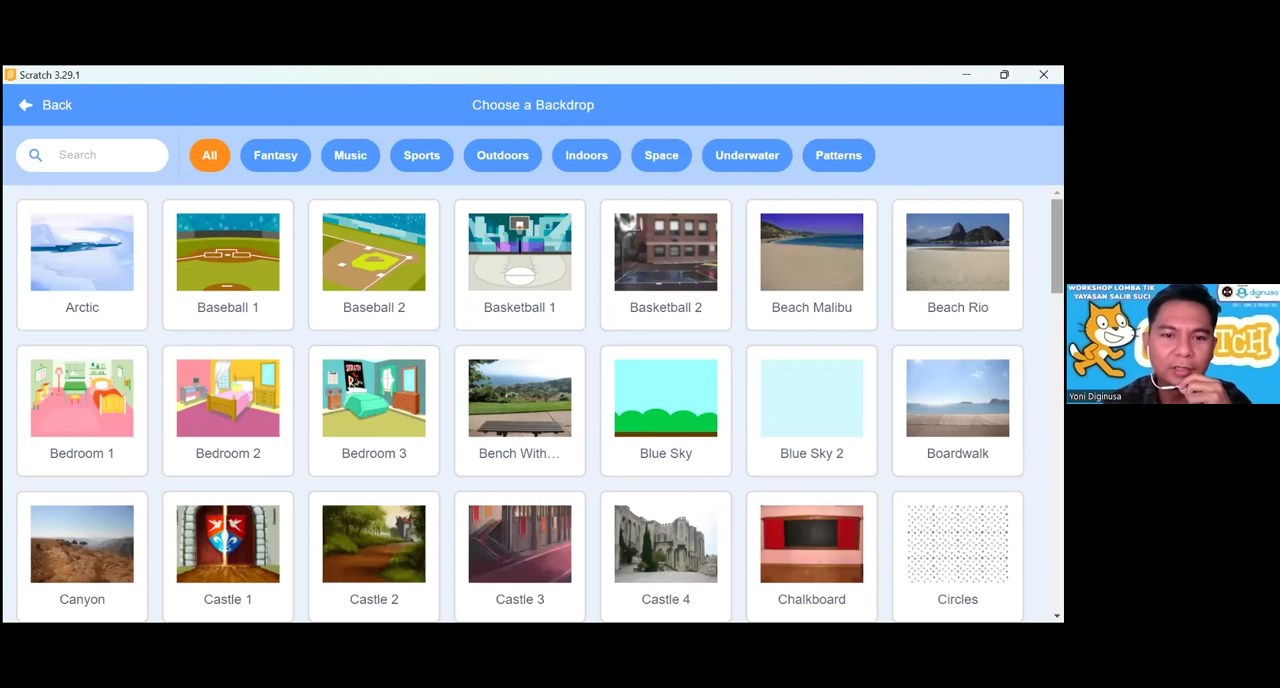 Scratch 3.29.1
Back
Choose a Backdrop
Search
All
Fantasy
Music
Sports
Outdoors
Indoors
Space
Underwater
Patterns
Arctic
Baseball 1
Baseball 2
Basketball 1
Basketball 2
Beach Malibu
Beach Rio
Bedroom 1
Bedroom 2
Bedroom 3
Bench With...
Blue Sky
Blue Sky 2
Boardwalk
Canyon
Castle 1
Castle 2
Castle 3
Castle 4
Chalkboard
Circles
WORKSHOP LOMBA TIK
YAYASAN SALIB SUCI
diginusa
TCH
Yoni Diginusa